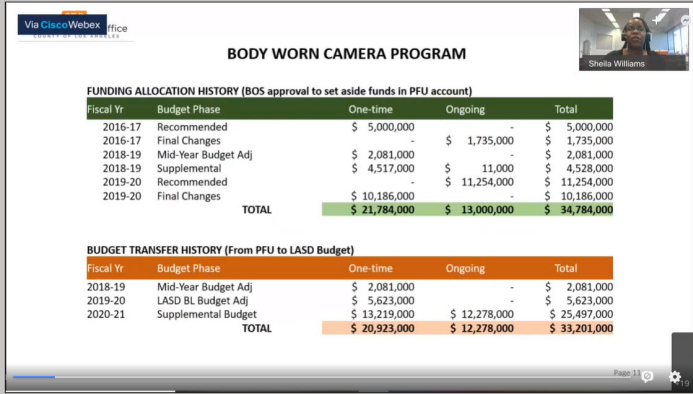 Via Cisco Webex
ffice
COUNTY OF LOS ANGELES
Sheila Williams
BODY WORN CAMERA PROGRAM
FUNDING ALLOCATION HISTORY (BOS approval to set aside funds in PFU account)
Fiscal Yr Budget Phase One-time Ongoing Total
2016-17 Recommended $ 5,000,000 - $ 5,000,000
2016-17 Final Changes - $ 1,735,000 $ 1,735,000
2018-19 Mid-Year Budget Adj $ 2,081,000 - $ 2,081,000
2018-19 Supplemental $ 4,517,000 $ 11,000 $ 4,528,000
2019-20 Recommended - $ 11,254,000 $ 11,254,000
2019-20 Final Changes $ 10,186,000 - $ 10,186,000
TOTAL $ 21,784,000 $ 13,000,000 $ 34,784,000
BUDGET TRANSFER HISTORY (From PFU to LASD Budget)
Fiscal Yr Budget Phase One-time Ongoing Total
2018-19 Mid-Year Budget Adj $ 2,081,000 - $ 2,081,000
2019-20 LASD BL Budget Adj $ 5,623,000 - $ 5,623,000
2020-21 Supplemental Budget $ 13,219,000 $ 12,278,000 $ 25,497,000
TOTAL $ 20,923,000 $ 12,278,000 $ 33,201,000
Page 11
19